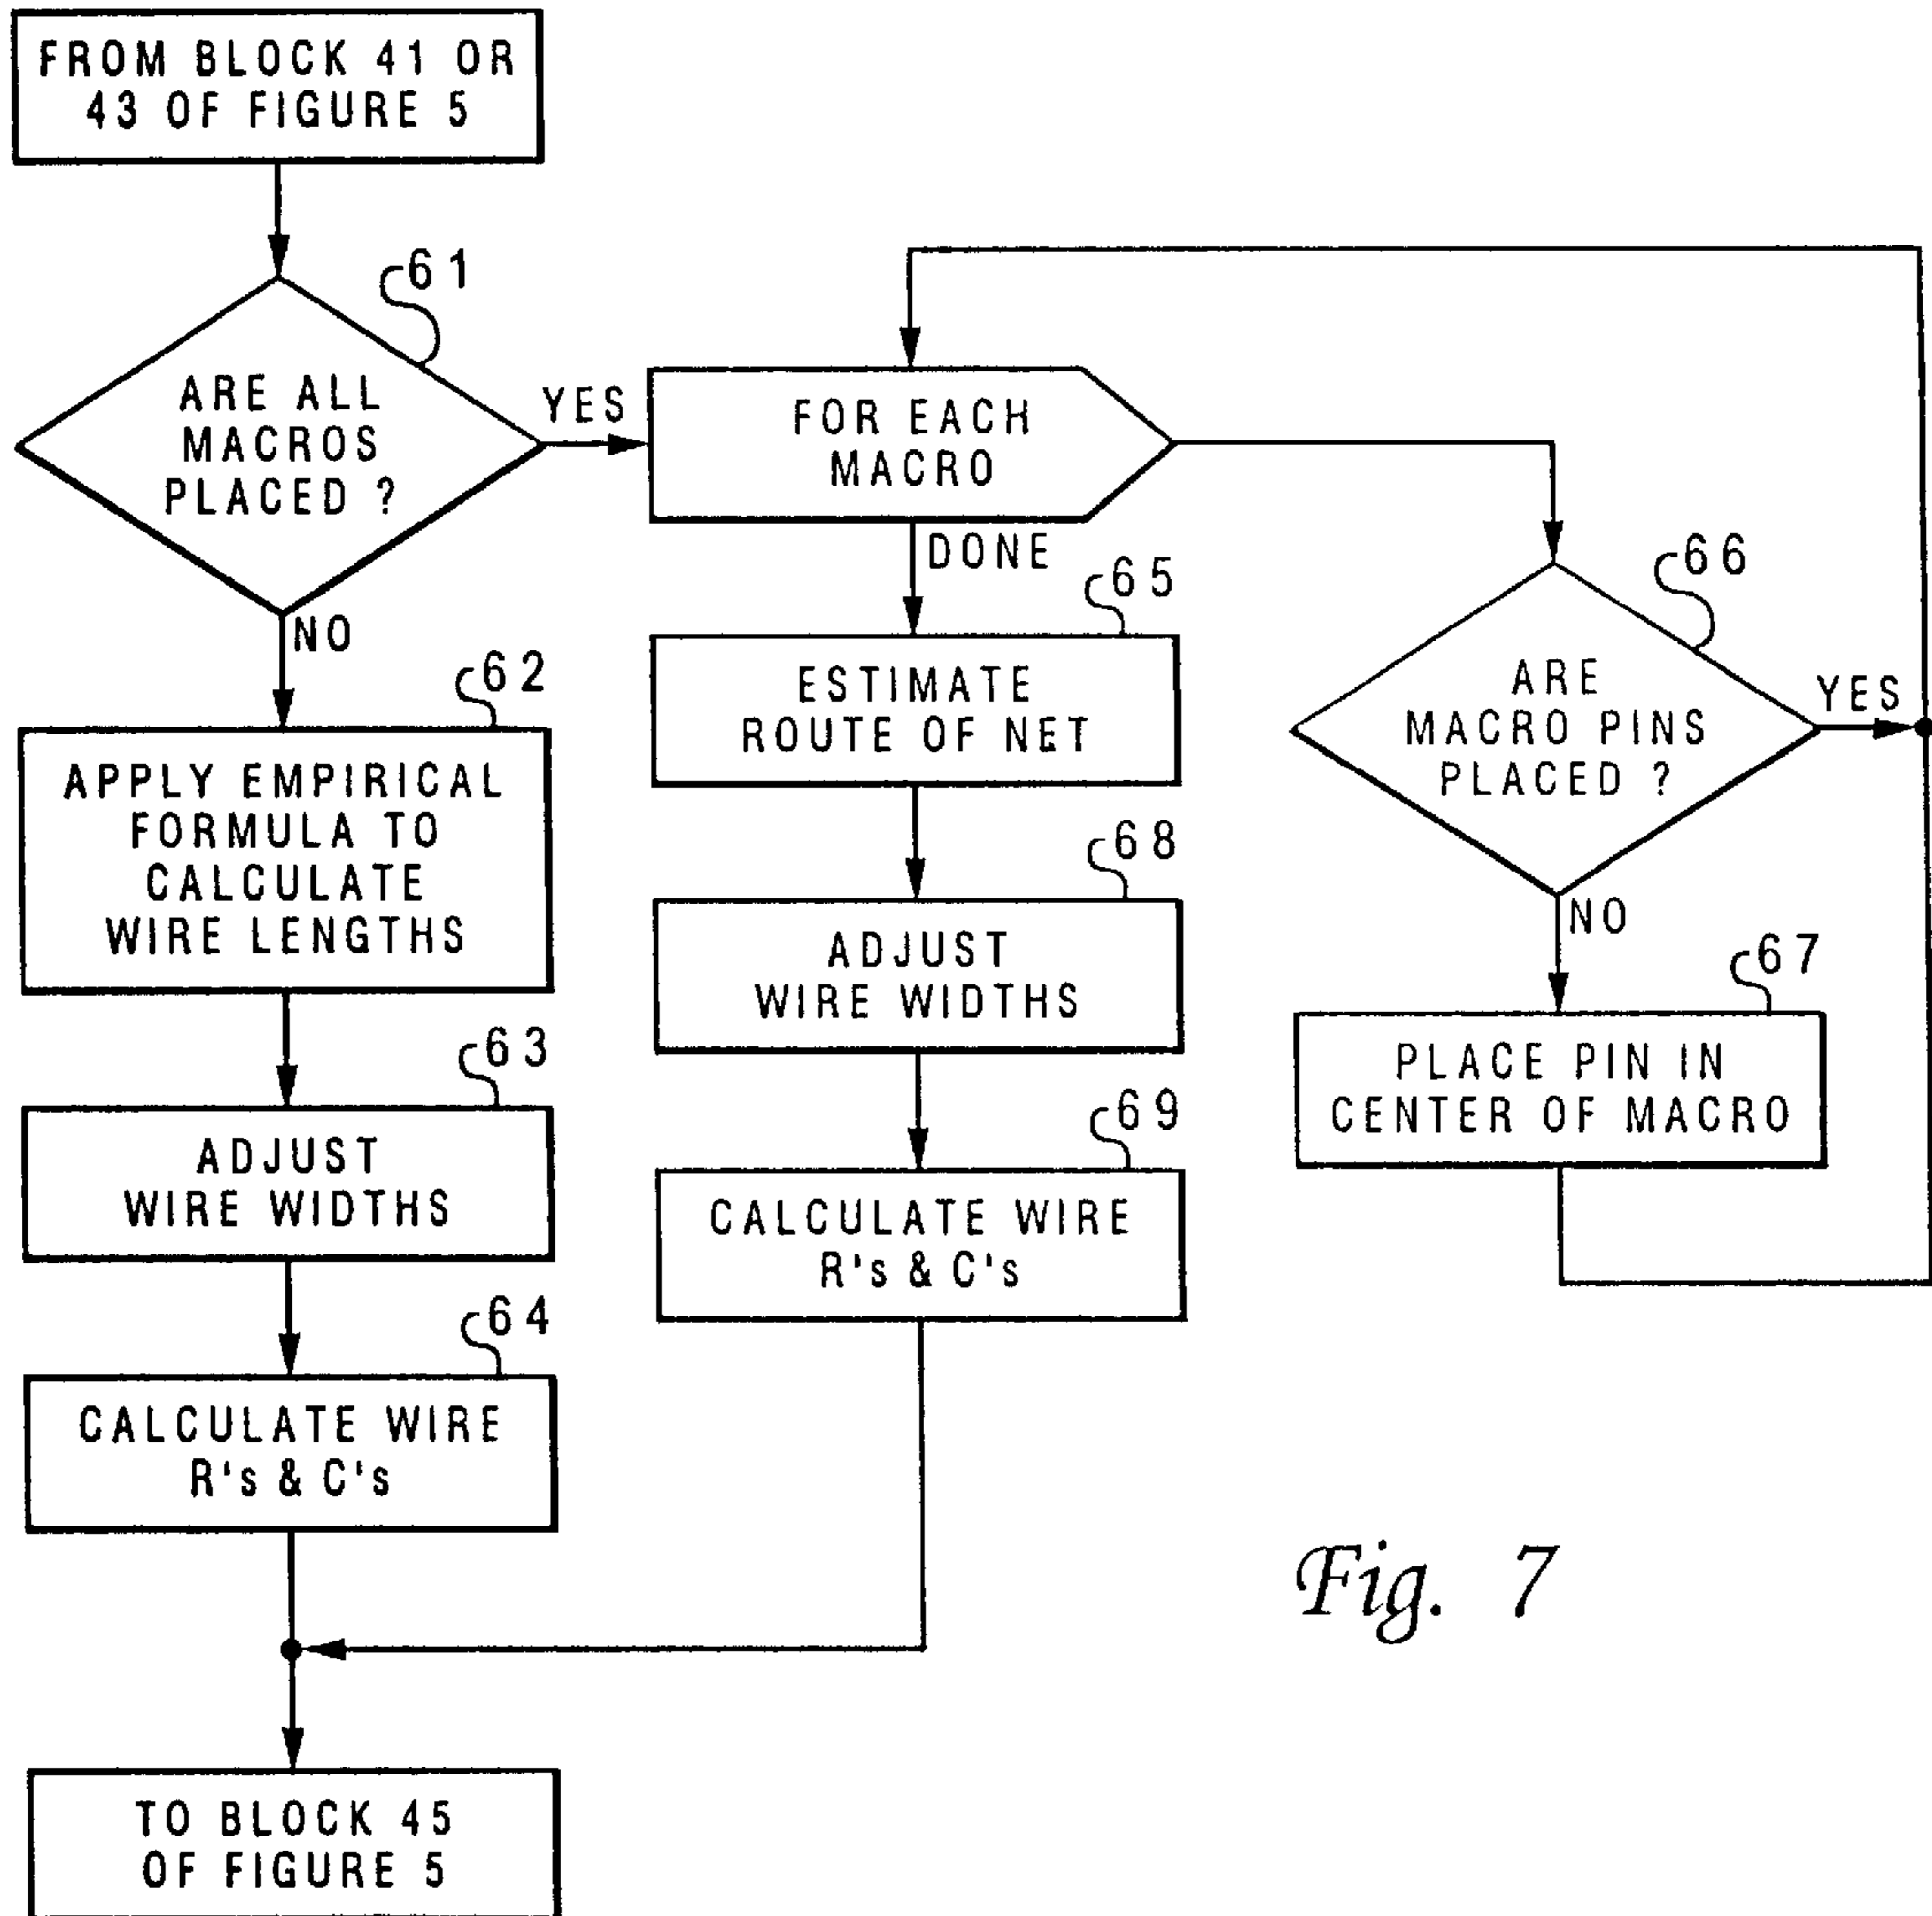 FROM BLOCK 41 OR
43 OF FIGURE 5
61
ARE ALL
MACROS
PLACED ?
YES
NO
FOR EACH
MACRO
DONE
62
APPLY EMPIRICAL
FORMULA TO
CALCULATE
WIRE LENGTHS
63
ADJUST
WIRE WIDTHS
64
CALCULATE WIRE
R's & C's
65
ESTIMATE
ROUTE OF NET
68
ADJUST
WIRE WIDTHS
69
CALCULATE WIRE
R's & C's
66
ARE
MACRO PINS
PLACED ?
YES
NO
67
PLACE PIN IN
CENTER OF MACRO
TO BLOCK 45
OF FIGURE 5
Fig. 7